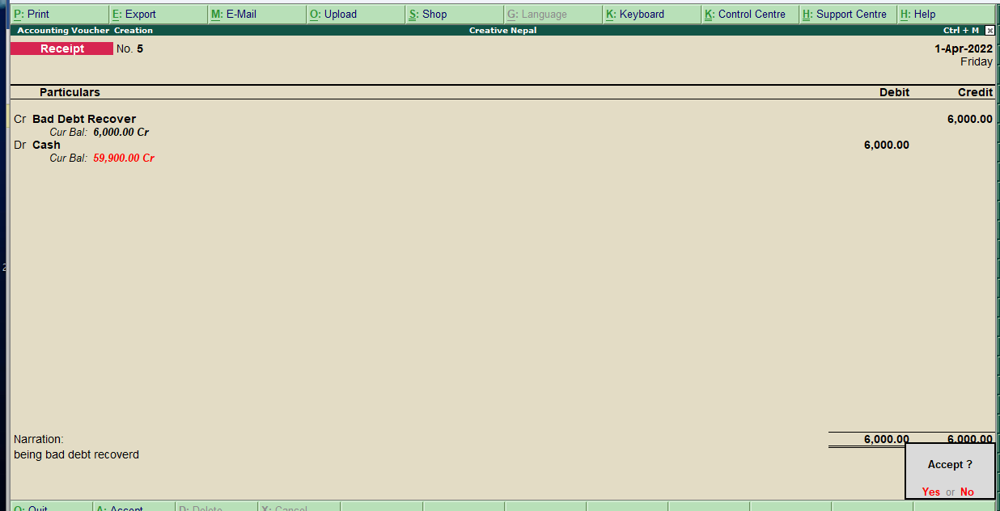 P: Print E: Export M: E-Mail O: Upload S: Shop G: Language K: Keyboard K: Control Centre H: Support Centre H: Help
Accounting Voucher Creation Creative Nepal Ctrl + M x
Receipt No. 5 1-Apr-2022
Friday
Particulars Debit Credit
Cr Bad Debt Recover 6,000.00
Cur Bal: 6,000.00 Cr
Dr Cash 6,000.00
Cur Bal: 59,900.00 Cr
2
Narration: 6,000.00 6,000.00
being bad debt recoverd
Accept ?
Yes or No
Q: Quit A: Accept D: Delete X: Cancel